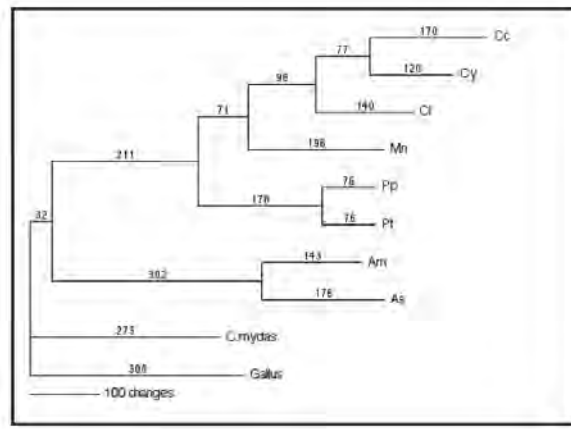 170 Cc
77
120 Cy
98
140 Cl
71
196 Mn
211
76 Pp
178
76 Pt
32
143 Am
302
176 As
273 C.mydas
300 Gallus
100 changes